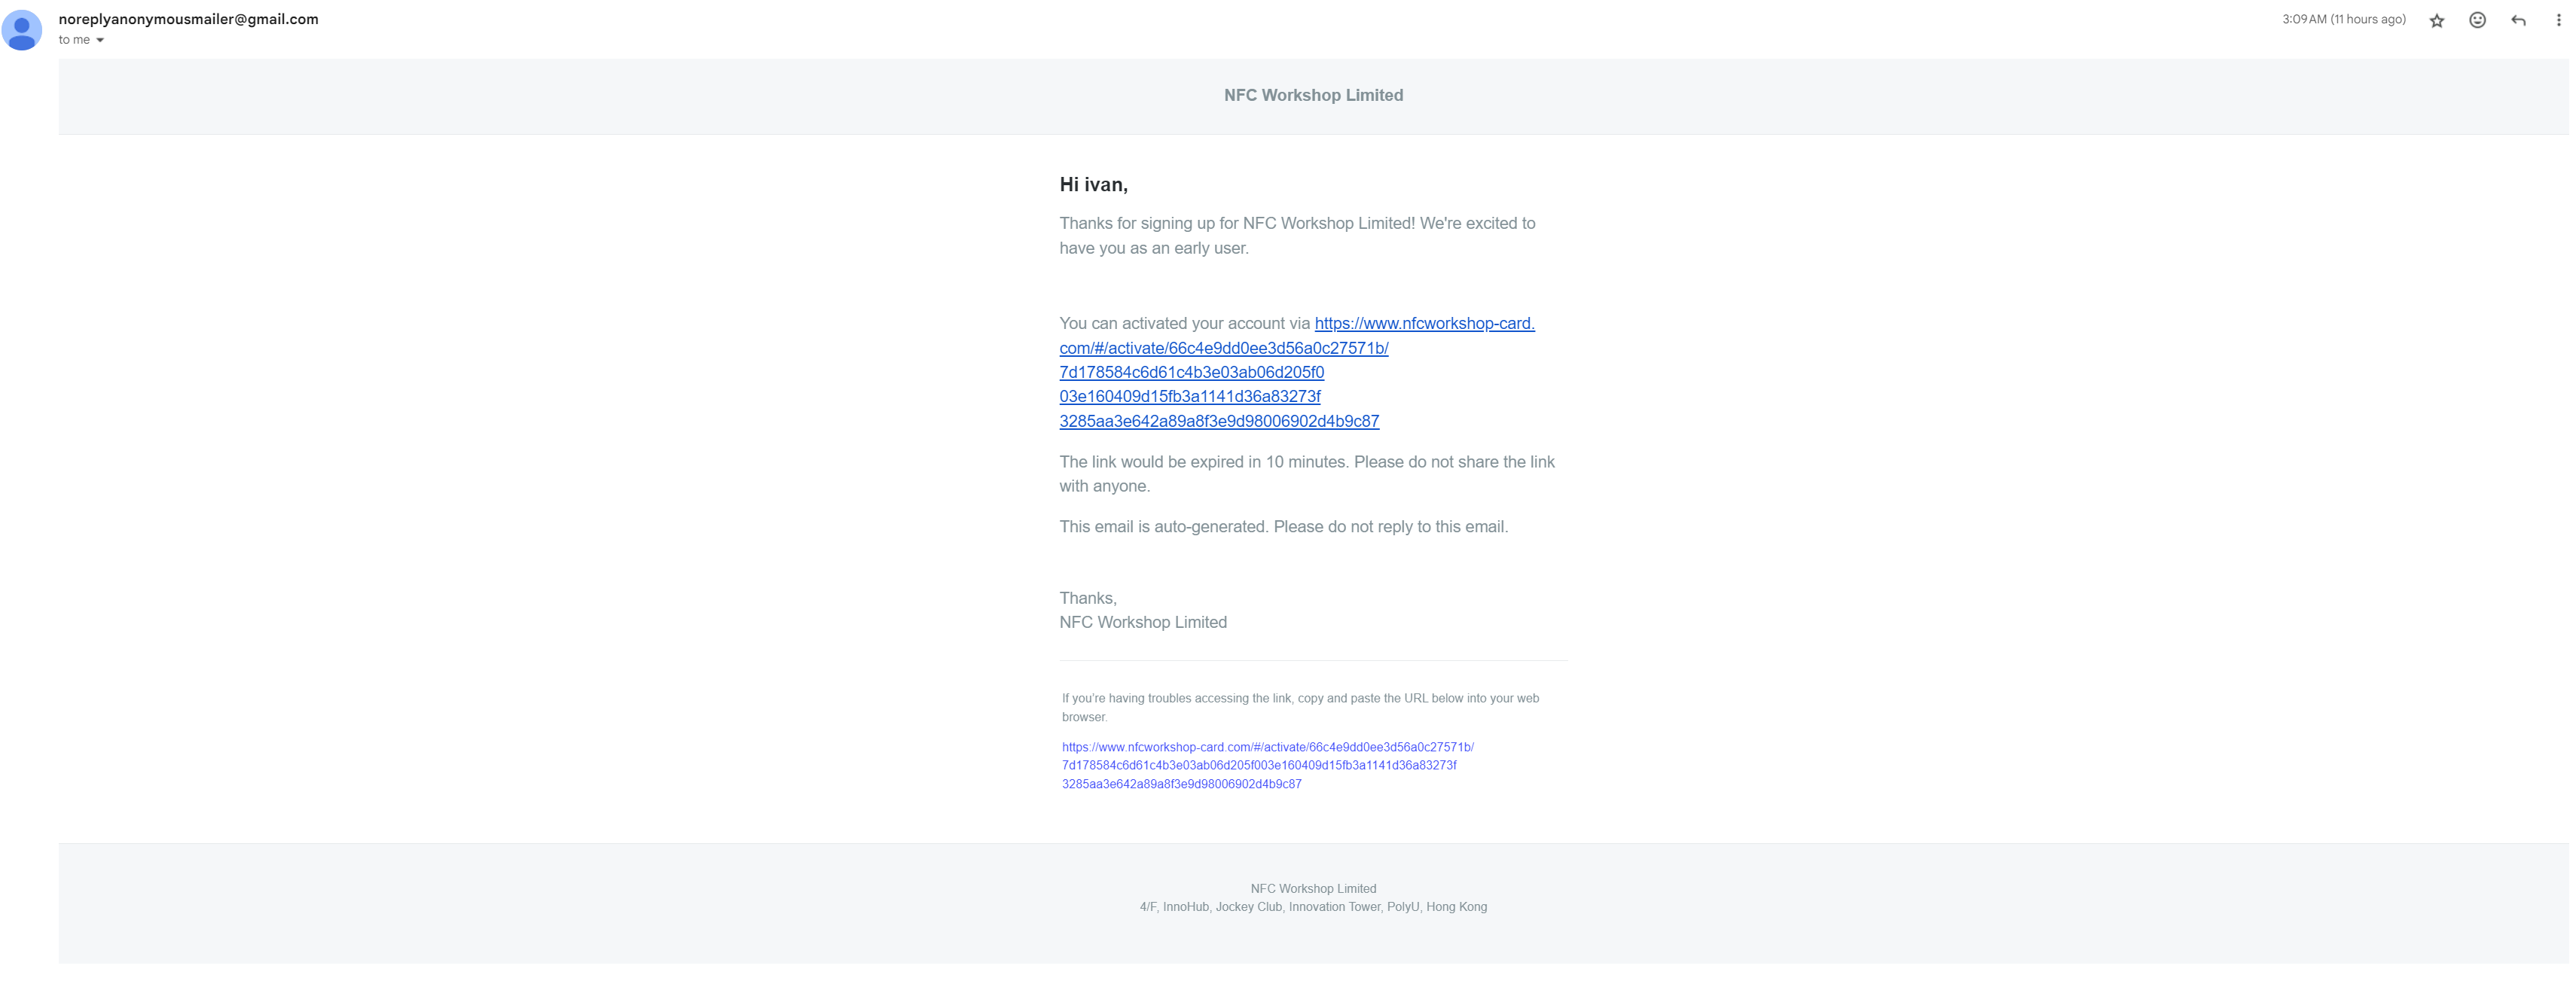 noreplyanonymousmailer@gmail.com
3:09 AM (11 hours ago)
to me
NFC Workshop Limited
Hi ivan,
Thanks for signing up for NFC Workshop Limited! We're excited to
have you as an early user.
You can activated your account via https://www.nfcworkshop-card.
com/#/activate/66c4e9dd0ee3d56a0c27571b/
7d178584c6d61c4b3e03ab06d205f0
03e160409d15fb3a1141d36a83273f
3285aa3e642a89a8f3e9d98006902d4b9c87
The link would be expired in 10 minutes. Please do not share the link
with anyone.
This email is auto-generated. Please do not reply to this email.
Thanks,
NFC Workshop Limited
If you're having troubles accessing the link, copy and paste the URL below into your web
browser.
https://www.nfcworkshop-card.com/#/activate/66c4e9dd0ee3d56a0c27571b/
7d178584c6d61c4b3e03ab06d205f003e160409d15fb3a1141d36a83273f
3285aa3e642a89a8f3e9d98006902d4b9c87
NFC Workshop Limited
4/F, InnoHub, Jockey Club, Innovation Tower, PolyU, Hong Kong